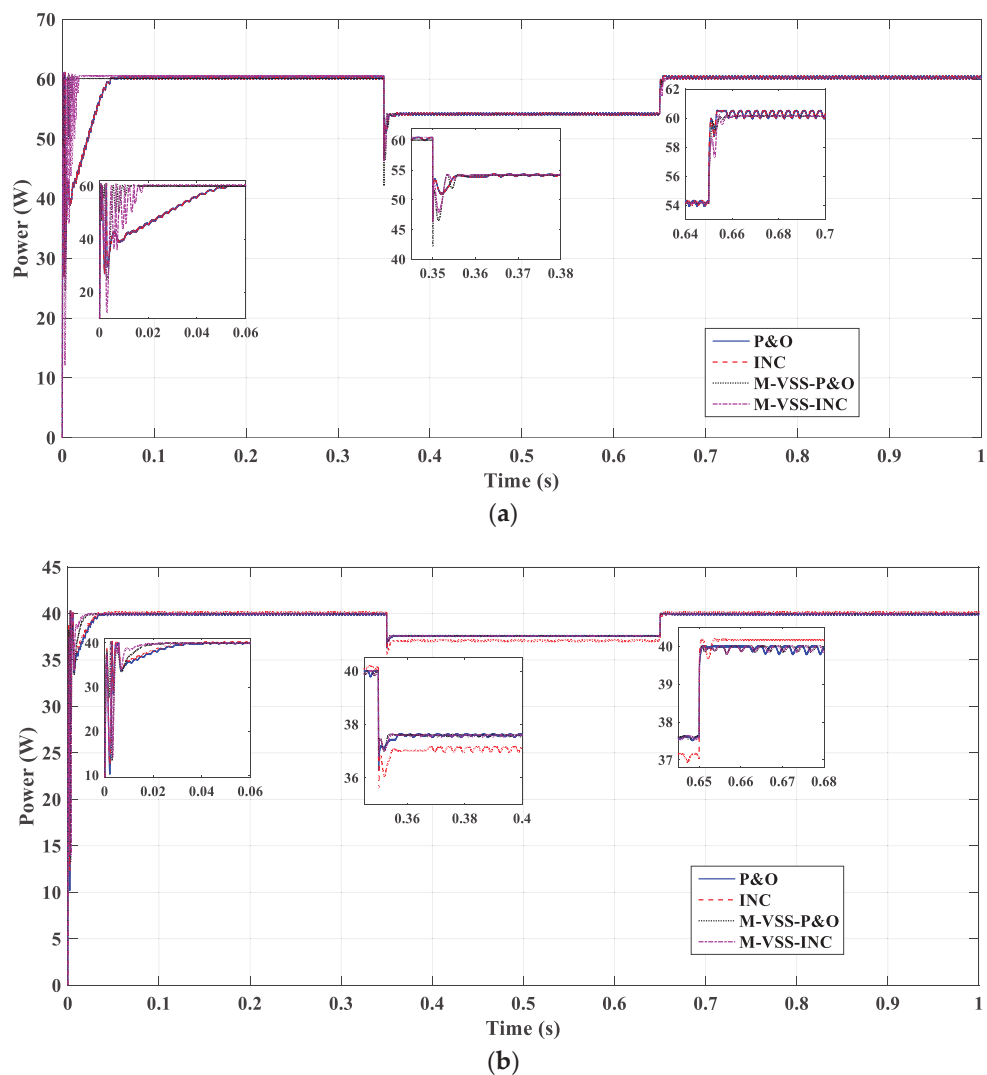 70
60
50
40
30
20
10
0
Power (W)
0 0.1 0.2 0.3 0.4 0.5 0.6 0.7 0.8 0.9 1
Time (s)
60
40
20
0 0.02 0.04 0.06
60
55
50
45
40
0.35 0.36 0.37 0.38
62
60
58
56
54
0.64 0.66 0.68 0.7
P&O
INC
M-VSS-P&O
M-VSS-INC
(a)
45
40
35
30
25
20
15
10
5
0
Power (W)
0 0.1 0.2 0.3 0.4 0.5 0.6 0.7 0.8 0.9 1
Time (s)
40
30
20
10
0 0.02 0.04 0.06
40
38
36
0.36 0.38 0.4
40
39
38
37
0.65 0.66 0.67 0.68
P&O
INC
M-VSS-P&O
M-VSS-INC
(b)